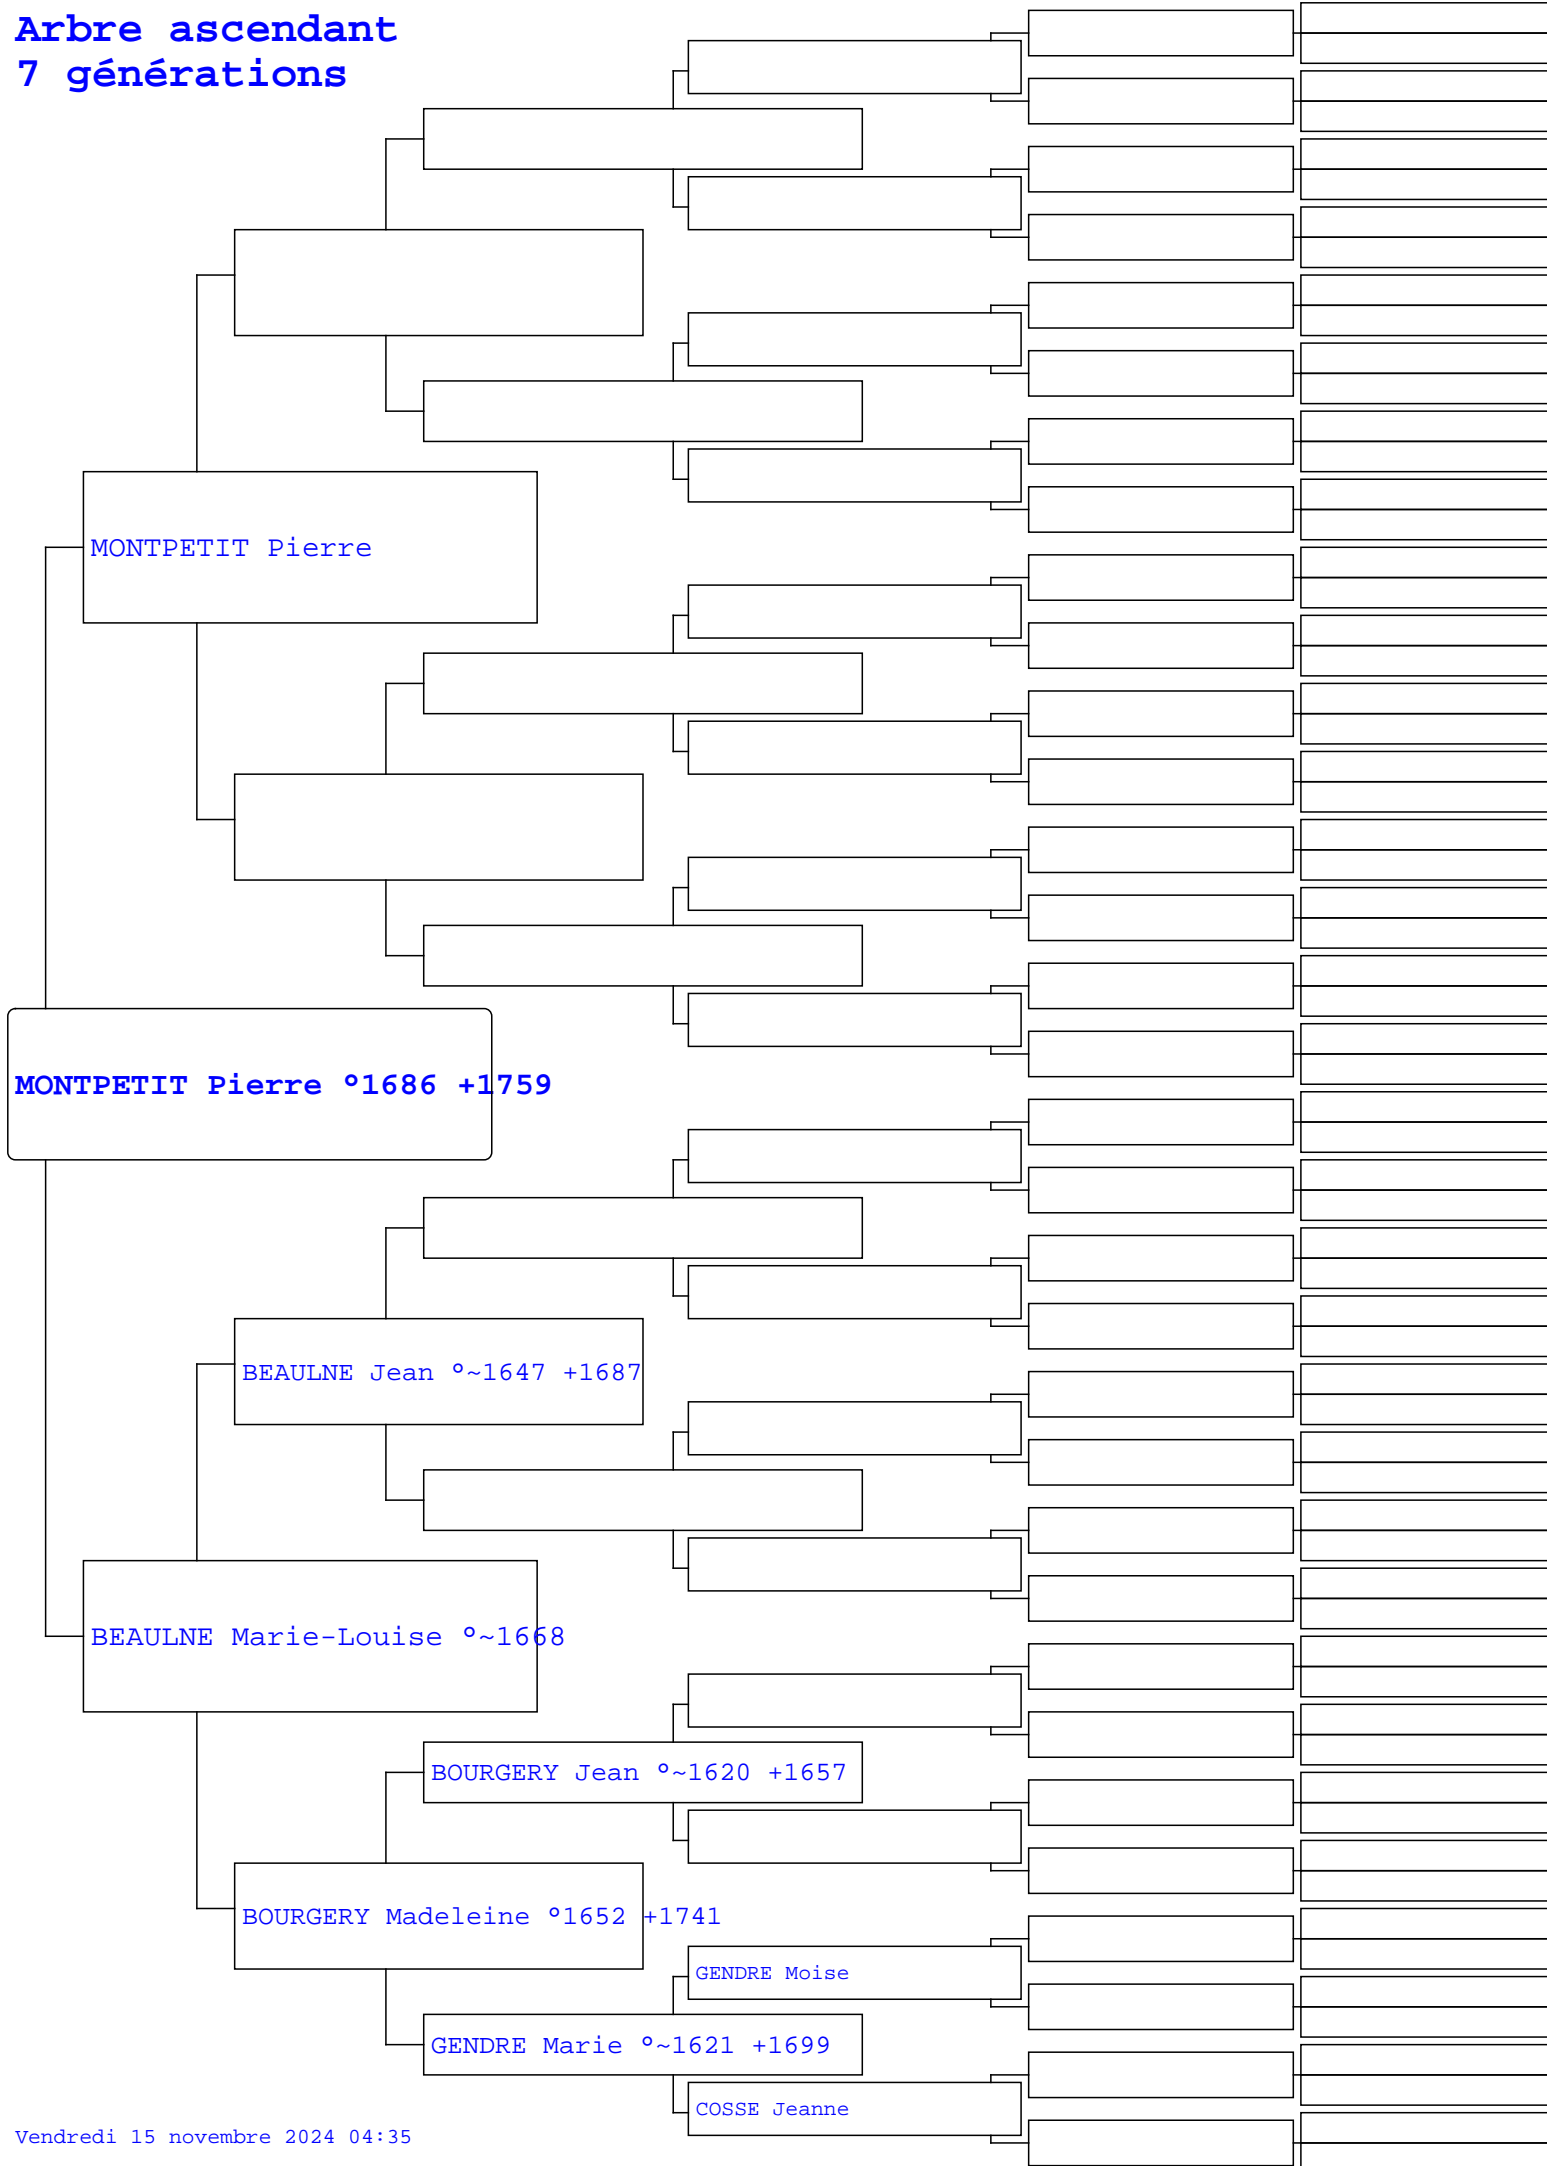 Arbre ascendant
7 générations
MONTPETIT Pierre
MONTPETIT Pierre °1686 +1759
BEAULNE Jean °~1647 +1687
BEAULNE Marie-Louise °~1668
BOURGERY Jean °~1620 +1657
BOURGERY Madeleine °1652 +1741
GENDRE Moise
GENDRE Marie °~1621 +1699
COSSE Jeanne
Vendredi 15 novembre 2024 04:35